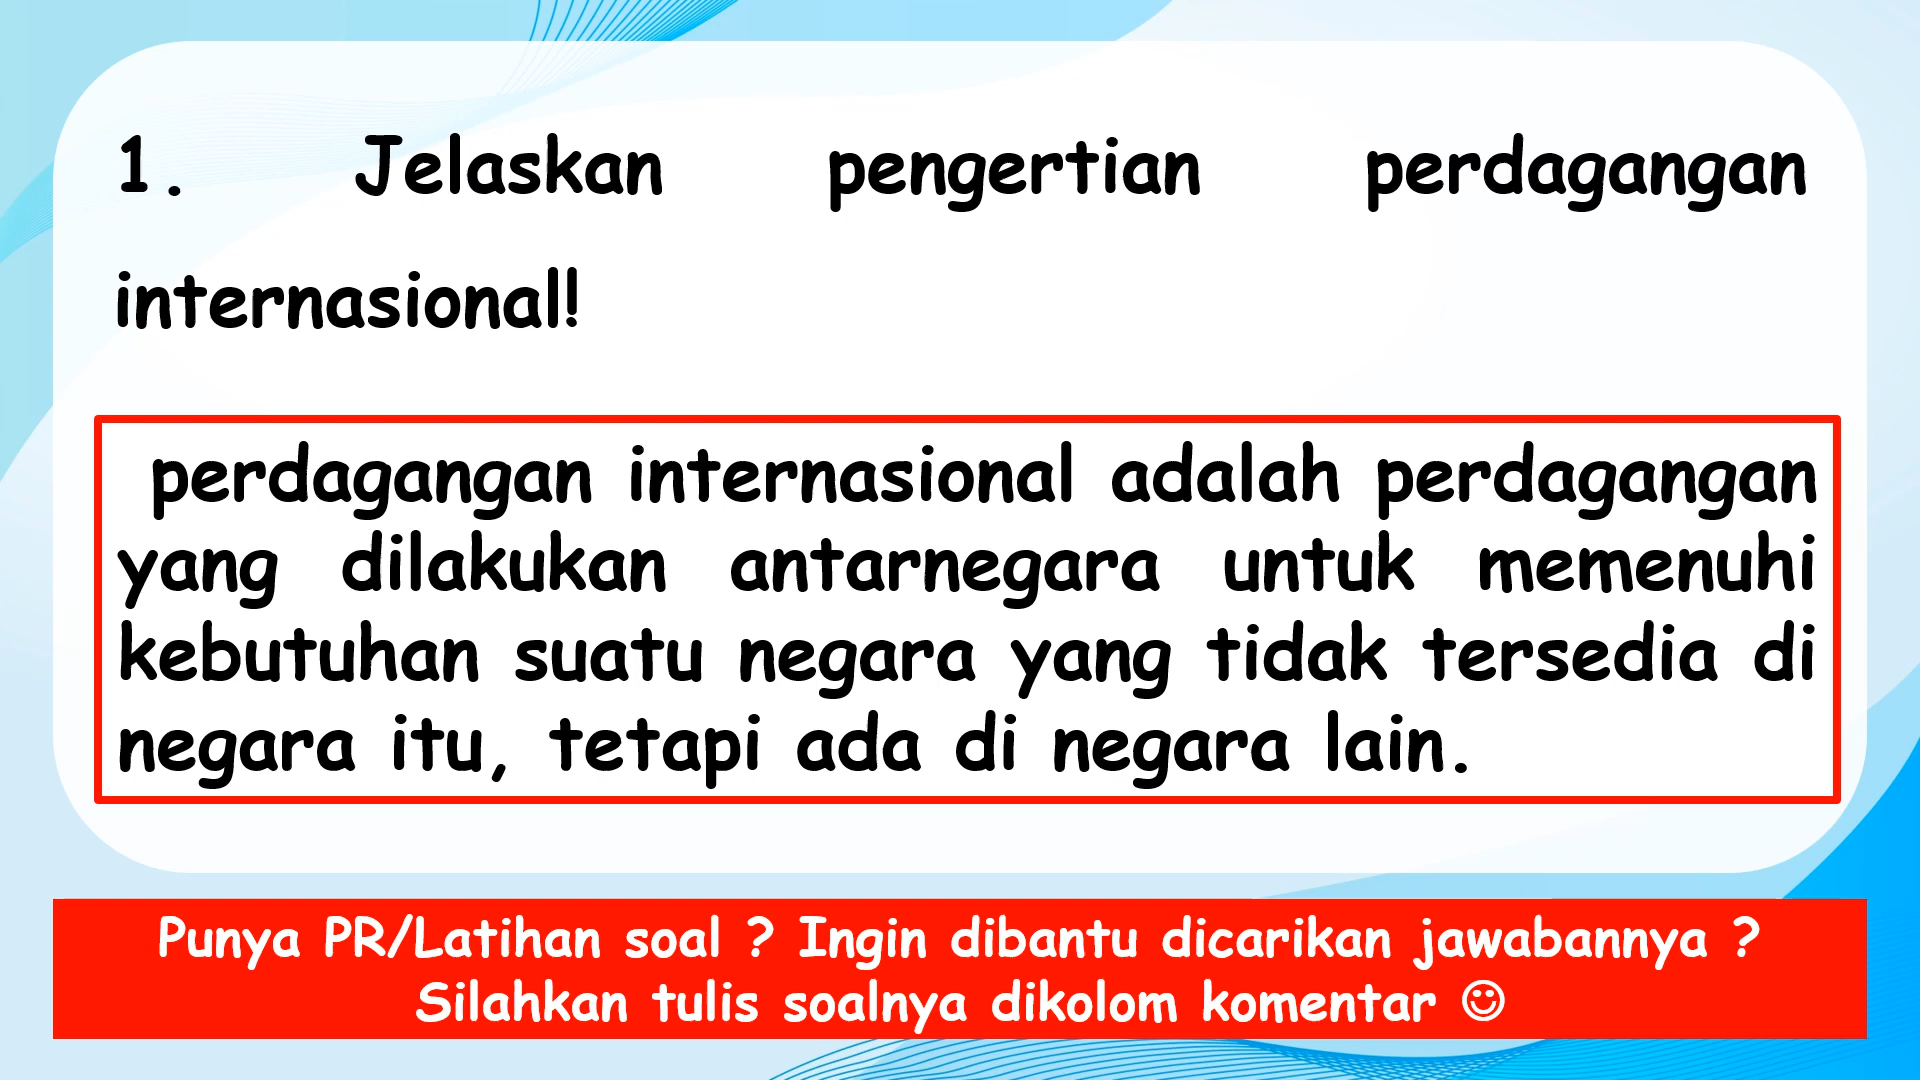 1. Jelaskan pengertian perdagangan
internasional!
perdagangan internasional adalah perdagangan
yang dilakukan antarnegara untuk memenuhi
kebutuhan suatu negara yang tidak tersedia di
negara itu, tetapi ada di negara lain.
Punya PR/Latihan soal ? Ingin dibantu dicarikan jawabannya ?
Silahkan tulis soalnya dikolom komentar ☺